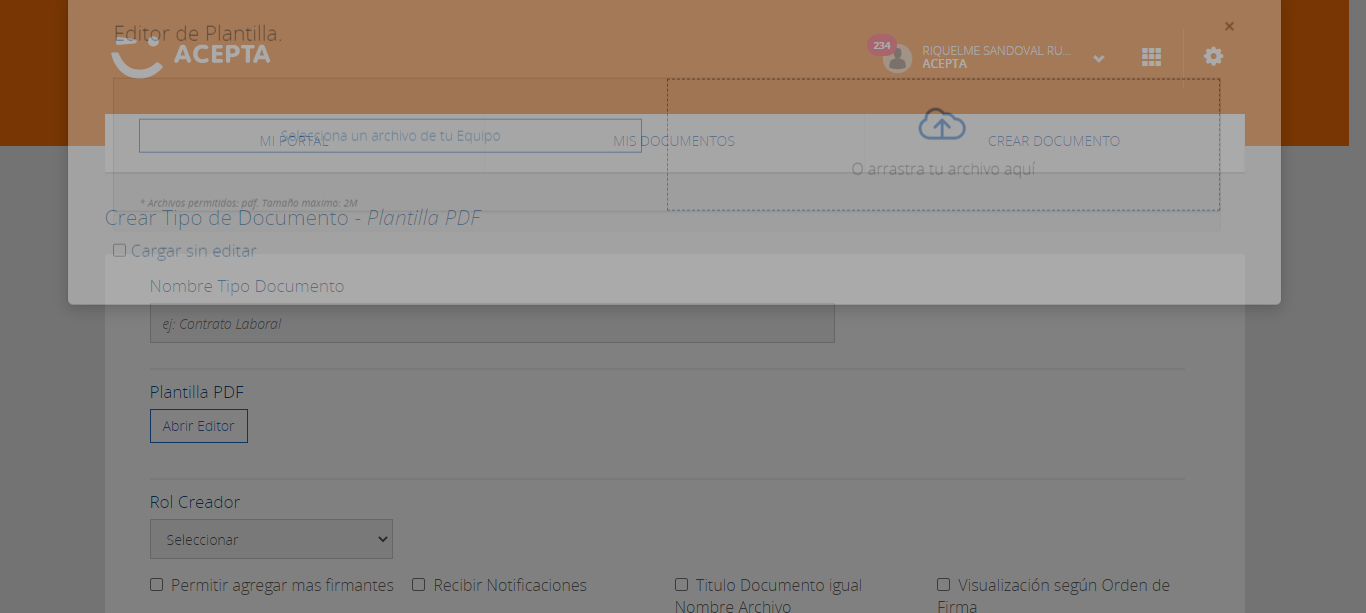 Editor de Plantilla.
×
ACEPTA
234
RIQUELME SANDOVAL RU...
ACEPTA
Selecciona un archivo de tu Equipo
MI PORTAL
MIS DOCUMENTOS
CREAR DOCUMENTO
O arrastra tu archivo aquí
* Archivos permitidos: pdf. Tamaño máximo: 2M
Crear Tipo de Documento - Plantilla PDF
Cargar sin editar
Nombre Tipo Documento
ej: Contrato Laboral
Plantilla PDF
Abrir Editor
Rol Creador
Seleccionar
Permitir agregar mas firmantes
Recibir Notificaciones
Titulo Documento igual
Nombre Archivo
Visualización según Orden de
Firma